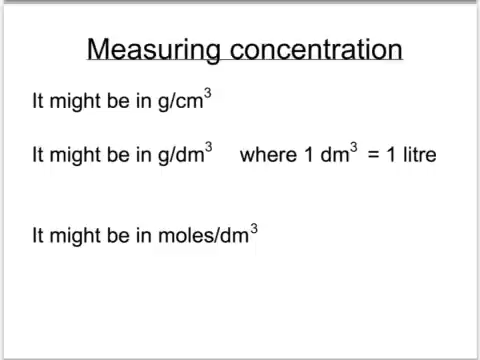 Measuring concentration
It might be in g/cm³
It might be in g/dm³ where 1 dm³ = 1 litre
It might be in moles/dm³